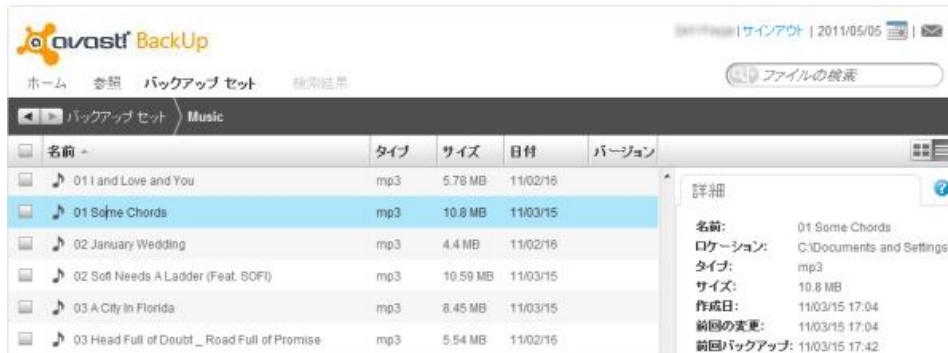 avast! BackUp
サインアウト | 2011/05/05
ホーム 参照 バックアップ セット 検索結果
ファイルの検索
バックアップ セット Music
名前 タイプ サイズ 日付 バージョン
01 I and Love and You mp3 5.78 MB 11/02/16
01 Some Chords mp3 10.8 MB 11/03/15
02 January Wedding mp3 4.4 MB 11/02/16
02 Sofi Needs A Ladder (Feat. SOFI) mp3 10.59 MB 11/03/15
03 A City In Florida mp3 8.45 MB 11/03/15
03 Head Full of Doubt _ Road Full of Promise mp3 5.54 MB 11/02/16
詳細
名前: 01 Some Chords
ロケーション: C:\Documents and Settings
タイプ: mp3
サイズ: 10.8 MB
作成日: 11/03/15 17:04
前回の変更: 11/03/15 17:04
前回バックアップ: 11/03/15 17:42